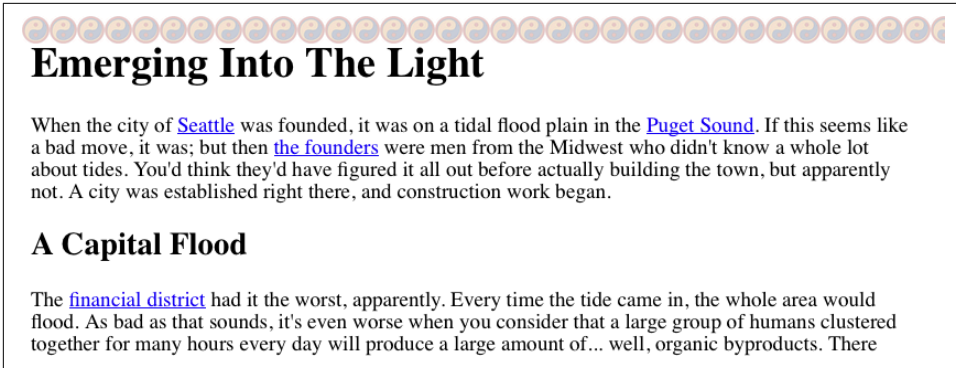 Emerging Into The Light
When the city of Seattle was founded, it was on a tidal flood plain in the Puget Sound. If this seems like
a bad move, it was; but then the founders were men from the Midwest who didn't know a whole lot
about tides. You'd think they'd have figured it all out before actually building the town, but apparently
not. A city was established right there, and construction work began.
A Capital Flood
The financial district had it the worst, apparently. Every time the tide came in, the whole area would
flood. As bad as that sounds, it's even worse when you consider that a large group of humans clustered
together for many hours every day will produce a large amount of... well, organic byproducts. There